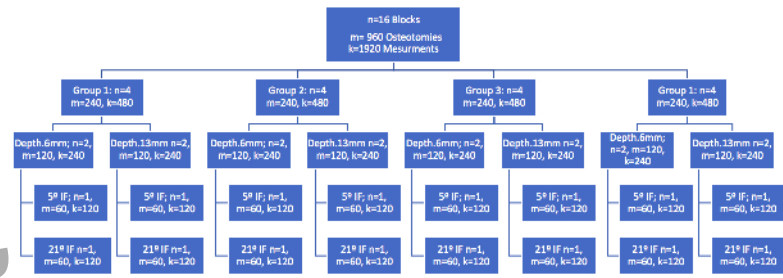 n=16 Blocks
m= 960 Osteotomies
k=1920 Mesurments
Group 1: n=4
m=240, k=480
Group 2: n=4
m=240, k=480
Group 3: n=4
m=240, k=480
Group 1: n=4
m=240, k=480
Depth.6mm; n=2,
m=120, k=240
Depth.13mm n=2,
m=120, k=240
Depth.6mm; n=2,
m=120, k=240
Depth.13mm n=2,
m=120, k=240
Depth.6mm; n=2,
m=120, k=240
Depth.13mm n=2,
m=120, k=240
Depth.6mm;
n=2, m=120,
k=240
Depth.13mm n=2,
m=120, k=240
5º IF; n=1,
m=60, k=120
5º IF; n=1,
m=60, k=120
5º IF; n=1,
m=60, k=120
5º IF; n=1,
m=60, k=120
5º IF; n=1,
m=60, k=120
5º IF; n=1,
m=60, k=120
5º IF; n=1,
m=60, k=120
5º IF; n=1,
m=60, k=120
21º IF n=1,
m=60, k=120
21º IF n=1,
m=60, k=120
21º IF n=1,
m=60, k=120
21º IF n=1,
m=60, k=120
21º IF n=1,
m=60, k=120
21º IF n=1,
m=60, k=120
21º IF n=1,
m=60, k=120
21º IF n=1,
m=60, k=120